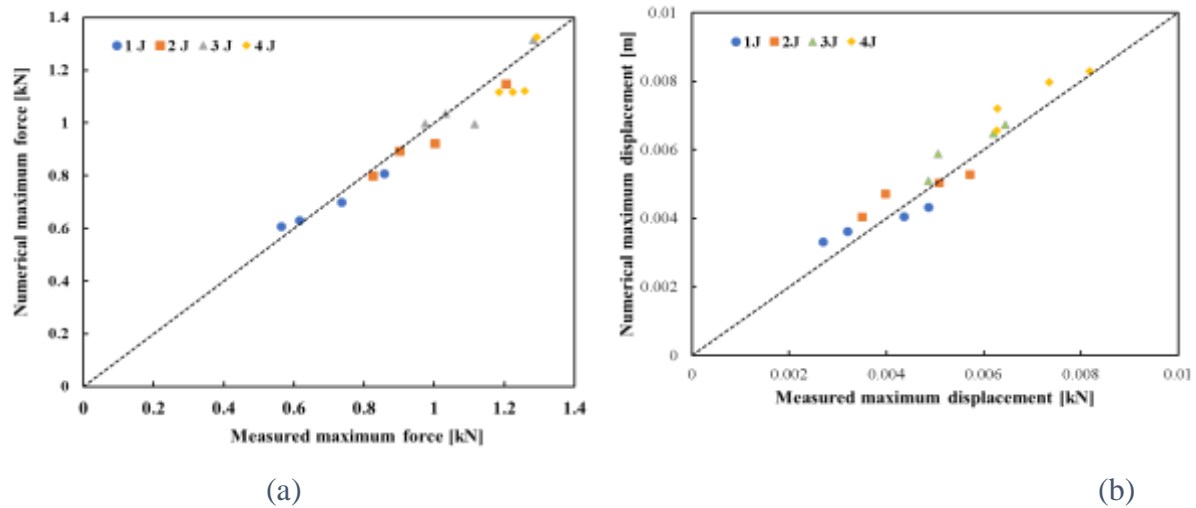 1.4
1.2
1
0.8
0.6
0.4
0.2
0
0 0.2 0.4 0.6 0.8 1 1.2 1.4
1 J 2 J 3 J 4 J
Numerical maximum force [kN]
Measured maximum force [kN]
(a)
0.01
0.008
0.006
0.004
0.002
0
0 0.002 0.004 0.006 0.008 0.01
1J 2J 3J 4J
Numerical maximum displacement [m]
Measured maximum displacement [kN]
(b)